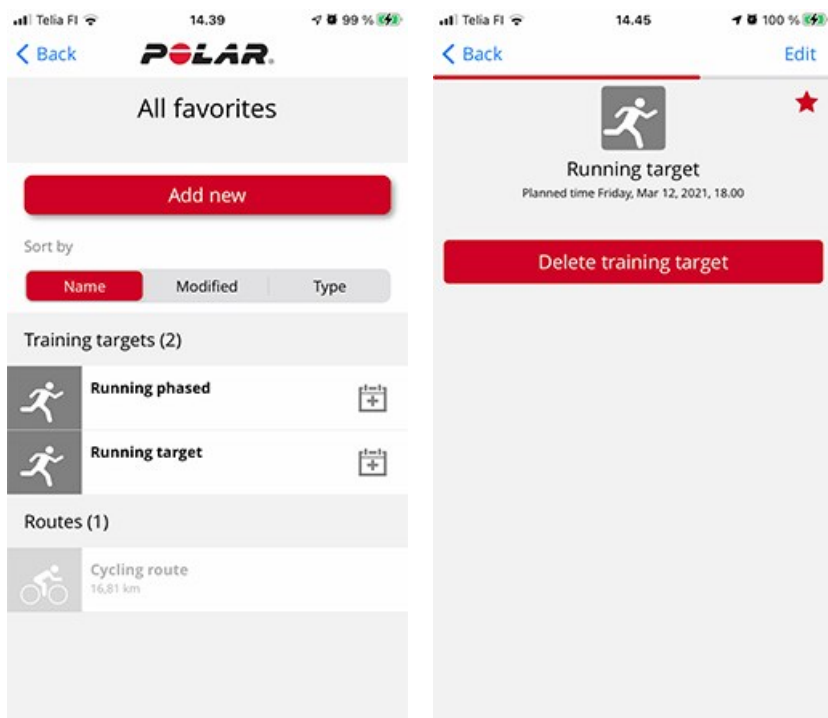 Telia FI 14.39 99 %
Back POLAR.
All favorites
Add new
Sort by
Name Modified Type
Training targets (2)
Running phased
Running target
Routes (1)
Cycling route
16,81 km
Telia FI 14.45 100 %
Back Edit
Running target
Planned time Friday, Mar 12, 2021, 18.00
Delete training target